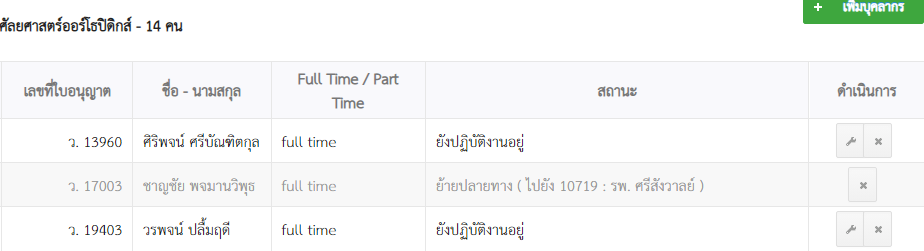 + เพิ่มบุคลากร
ศัลยศาสตร์ออร์โธปิดิกส์ - 14 คน
เลขที่ใบอนุญาต ชื่อ - นามสกุล Full Time / Part Time สถานะ ดำเนินการ
ว. 13960 ศิริพจน์ ศรีบัณฑิตกุล full time ยังปฏิบัติงานอยู่
ว. 17003 ชาญชัย พจมานวิพุธ full time ย้ายปลายทาง ( ไปยัง 10719 : รพ. ศรีสังวาลย์ )
ว. 19403 วรพจน์ ปลื้มฤดี full time ยังปฏิบัติงานอยู่